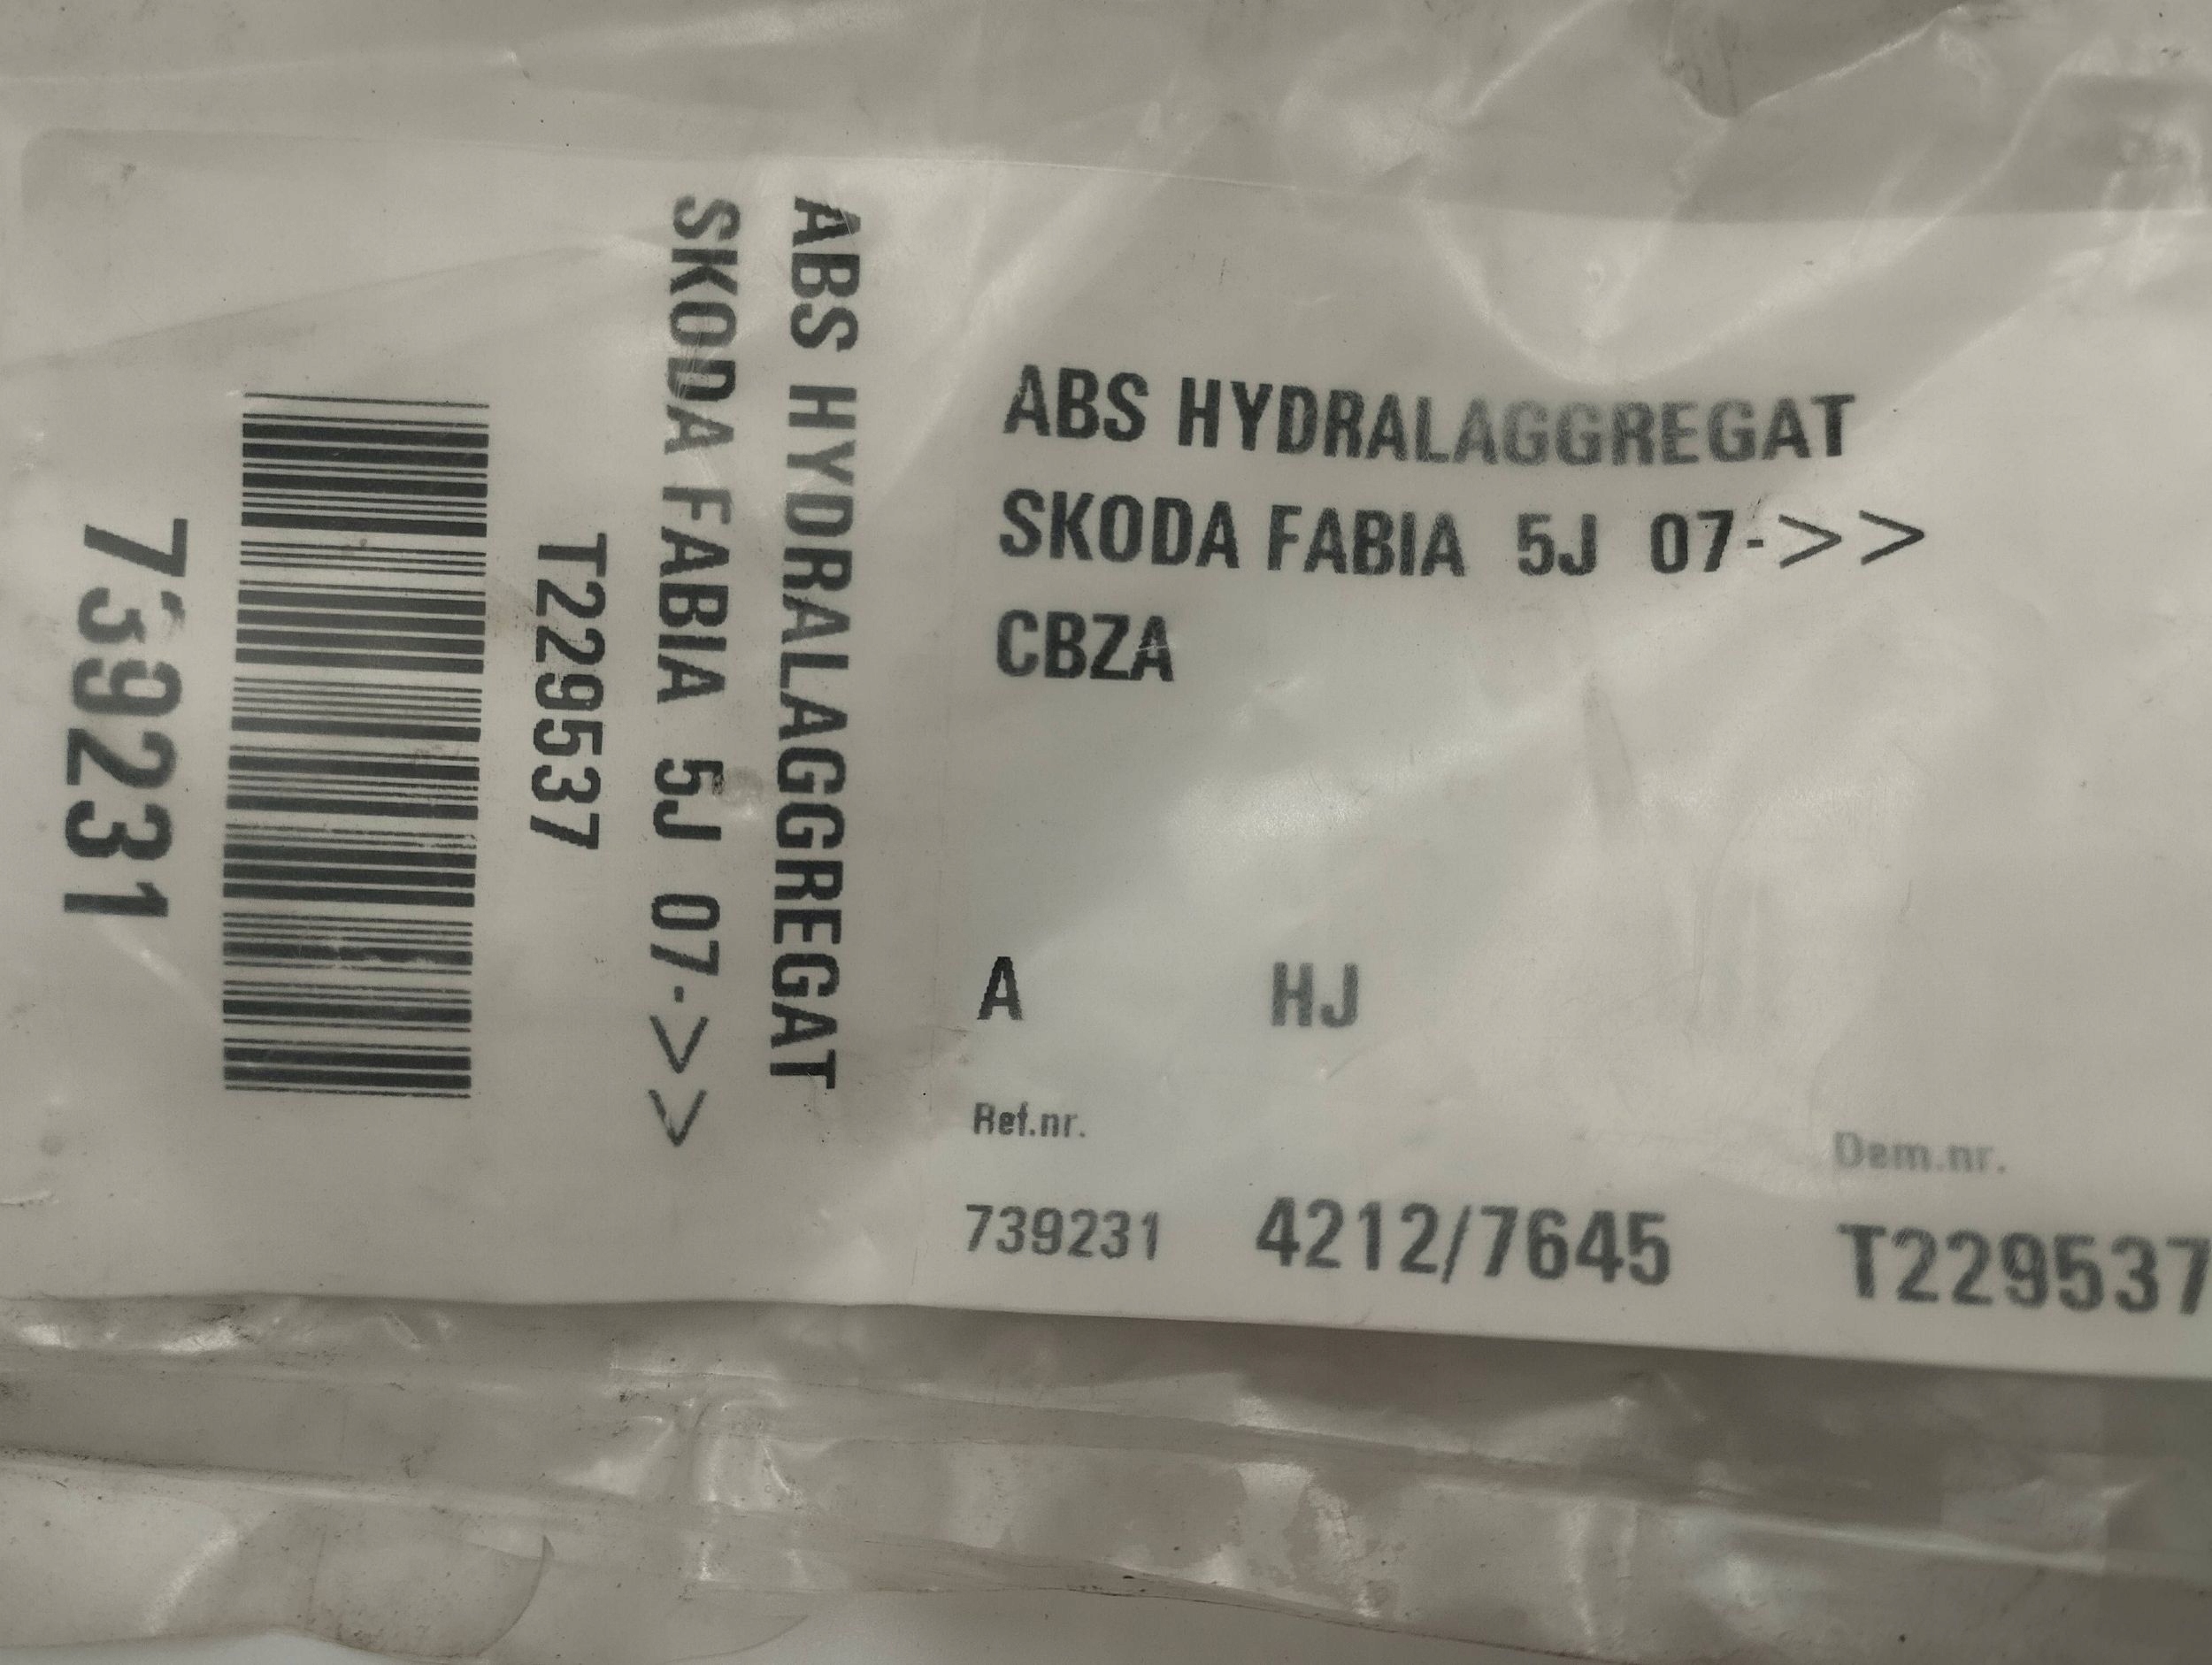 ABS HYDRALAGGREGAT
SKODA FABIA 5J 07->>
T229537
739231
ABS HYDRALAGGREGAT
SKODA FABIA 5J 07->>
CBZA
A HJ
Ref.nr. Dem.nr.
739231 4212/7645 T229537